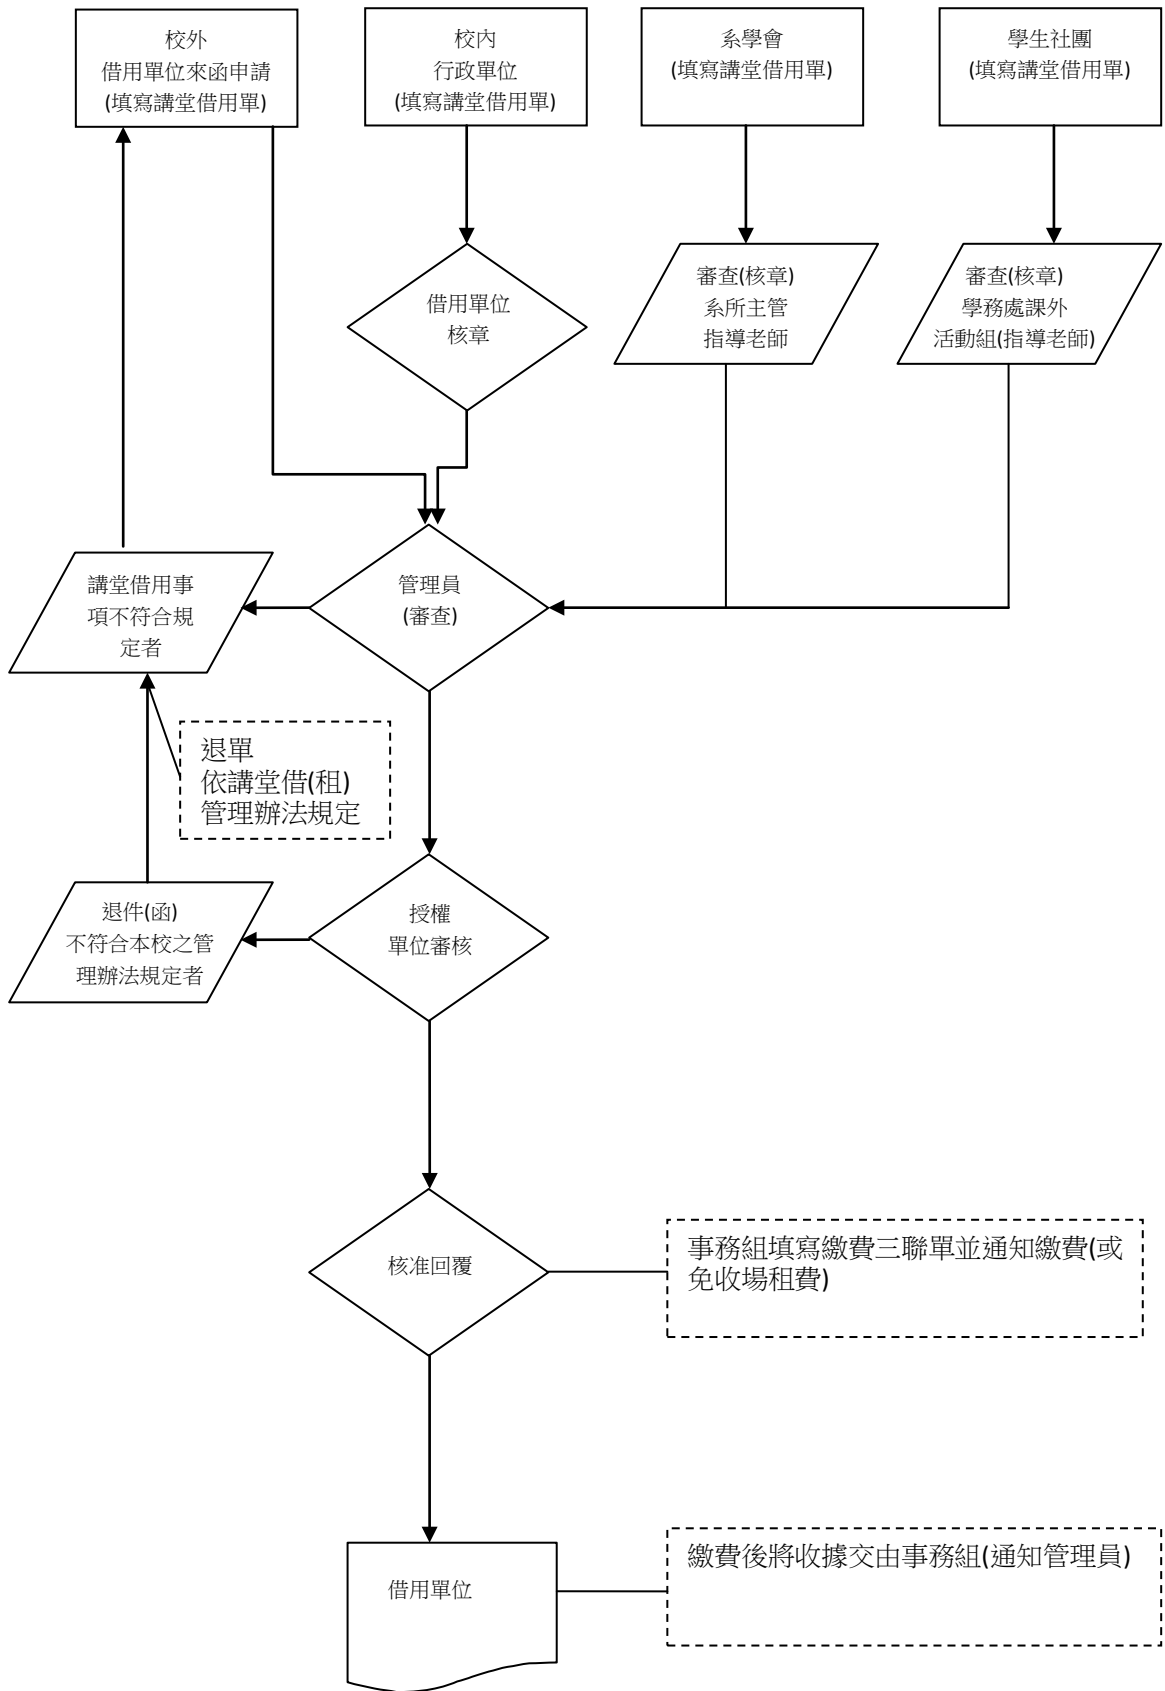 校外
借用單位來函申請
(填寫講堂借用單)
校內
行政單位
(填寫講堂借用單)
系學會
(填寫講堂借用單)
學生社團
(填寫講堂借用單)
借用單位
核章
審查(核章)
系所主管
指導老師
審查(核章)
學務處課外
活動組(指導老師)
講堂借用事
項不符合規
定者
管理員
(審查)
退單
依講堂借(租)
管理辦法規定
退件(函)
不符合本校之管
理辦法規定者
授權
單位審核
核准回覆
事務組填寫繳費三聯單並通知繳費(或
免收場租費)
借用單位
繳費後將收據交由事務組(通知管理員)